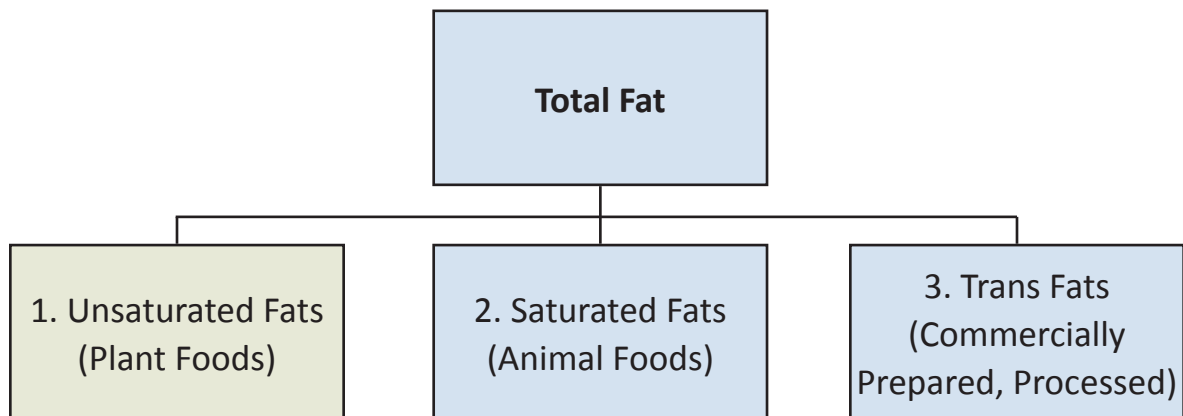 Total Fat
1. Unsaturated Fats
(Plant Foods)
2. Saturated Fats
(Animal Foods)
3. Trans Fats
(Commercially
Prepared, Processed)